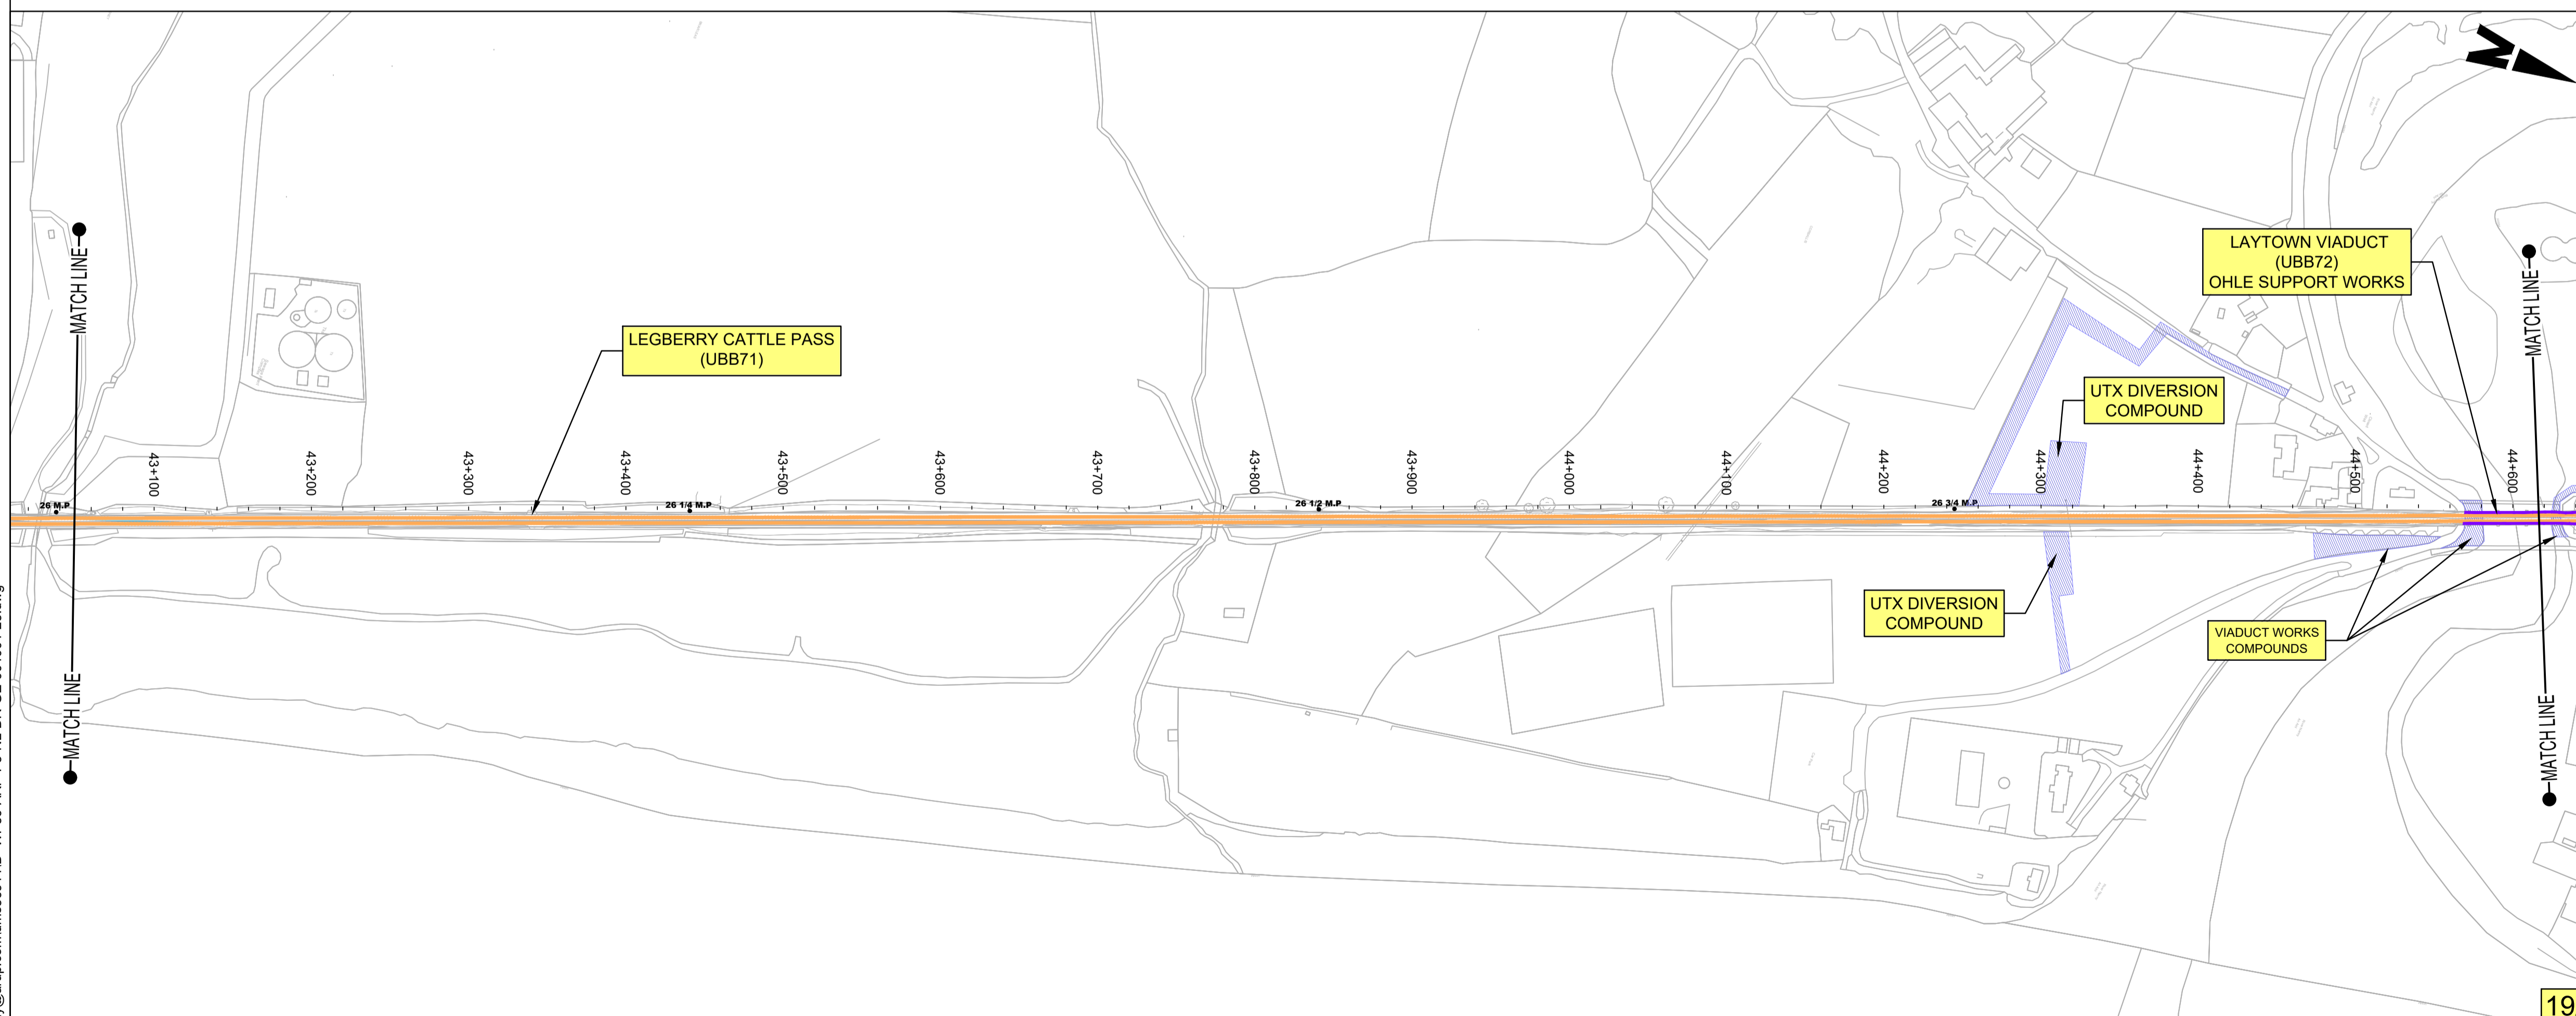 N
MATCH LINE
MATCH LINE
LEGBERRY CATTLE PASS
(UBB71)
LAYTOWN VIADUCT
(UBB72)
OHLE SUPPORT WORKS
MATCH LINE
MATCH LINE
UTX DIVERSION
COMPOUND
43+100
43+200
43+300
43+400
43+500
43+600
43+700
43+800
43+900
44+000
44+100
44+200
44+300
44+400
44+500
44+600
26 M.P
26 1/4 M.P
26 1/2 M.P
26 3/4 M.P
UTX DIVERSION
COMPOUND
VIADUCT WORKS
COMPOUNDS
19